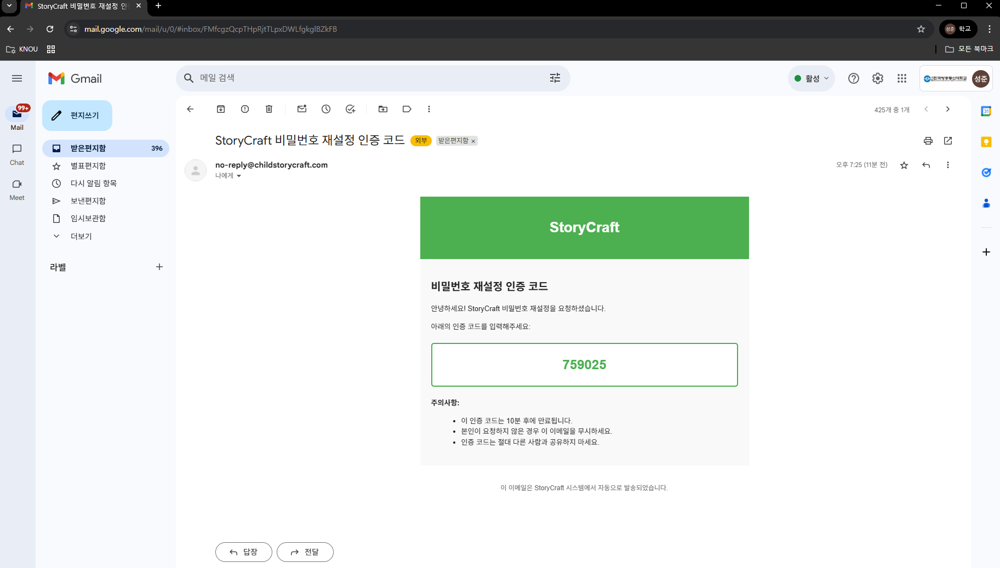 StoryCraft 비밀번호 재설정 인
mail.google.com/mail/u/0/#inbox/FMfcgzQcpTHpRjtTLpxDWLfgkglBZkFB
성준 학교
KNOU
모든 북마크
Gmail
메일 검색
활성
성준
99+
Mail
Chat
Meet
편지쓰기
받은편지함 396
별표편지함
다시 알림 항목
보낸편지함
임시보관함
더보기
라벨
425개 중 1개
31
StoryCraft 비밀번호 재설정 인증 코드 외부 받은편지함 ×
no-reply@childstorycraft.com
오후 7:25 (11분 전)
나에게
StoryCraft
비밀번호 재설정 인증 코드
안녕하세요! StoryCraft 비밀번호 재설정을 요청하셨습니다.
아래의 인증 코드를 입력해주세요:
759025
주의사항:
• 이 인증 코드는 10분 후에 만료됩니다.
• 본인이 요청하지 않은 경우 이 이메일을 무시하세요.
• 인증 코드는 절대 다른 사람과 공유하지 마세요.
이 이메일은 StoryCraft 시스템에서 자동으로 발송되었습니다.
답장
전달